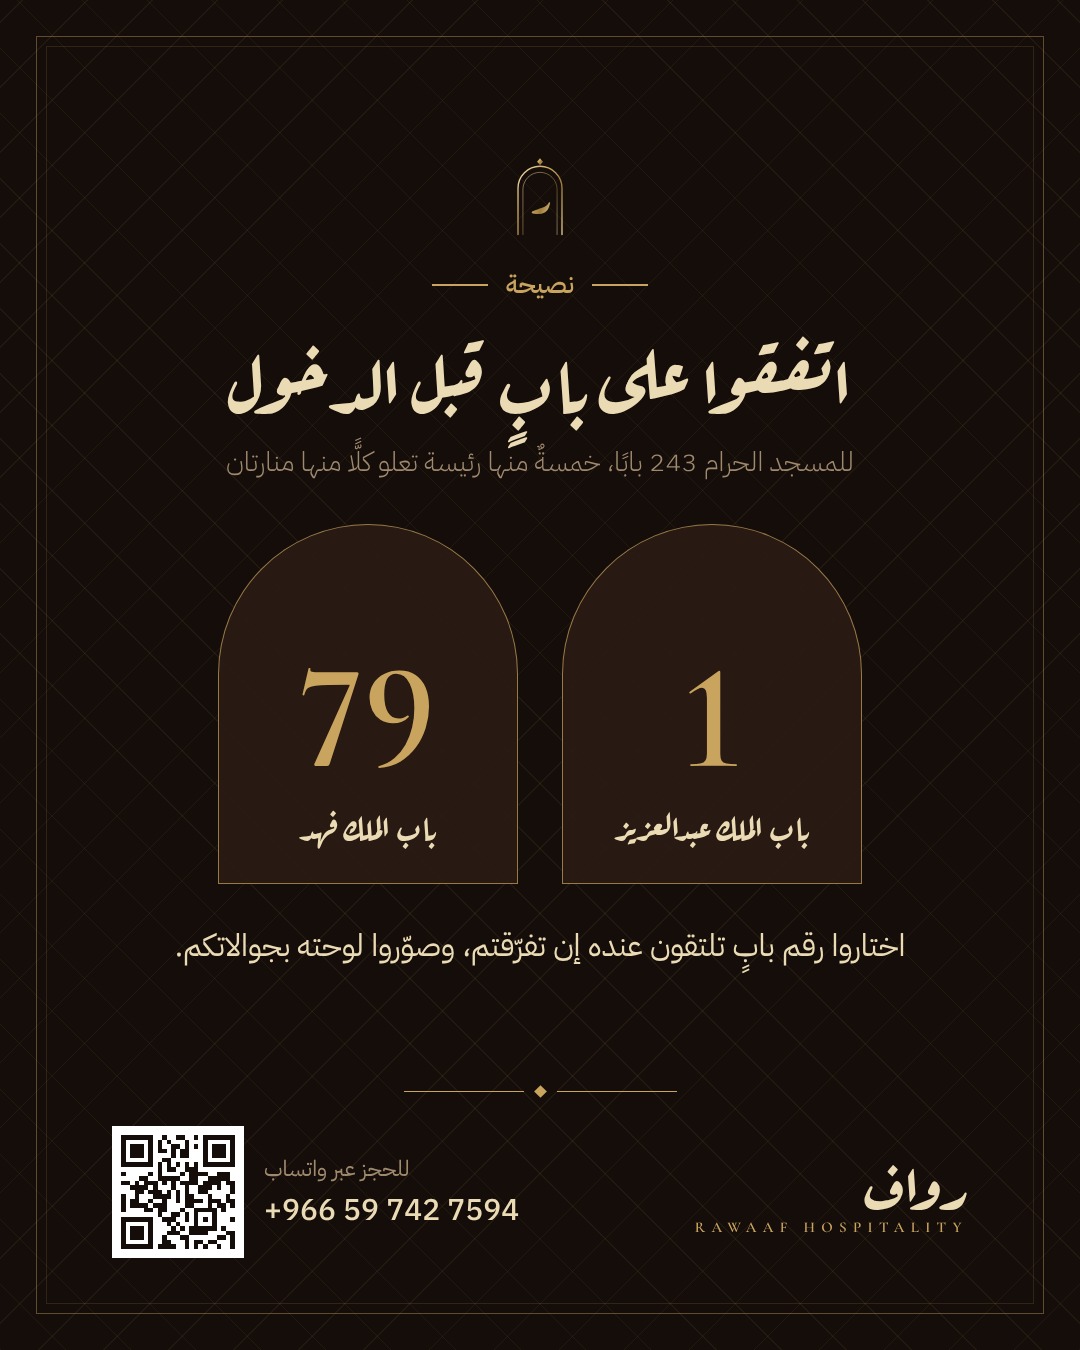 نصيحة
اتفقوا على بابٍ قبل الدخول
للمسجد الحرام 243 بابًا، خمسةٌ منها رئيسة تعلو كلًّا منها منارتان
1
باب الملك عبدالعزيز
79
باب الملك فهد
اختاروا رقم بابٍ تلتقون عنده إن تفرّقتم، وصوّروا لوحته بجوالاتكم.
رواف
RAWAAF HOSPITALITY
للحجز عبر واتساب
+966 59 742 7594